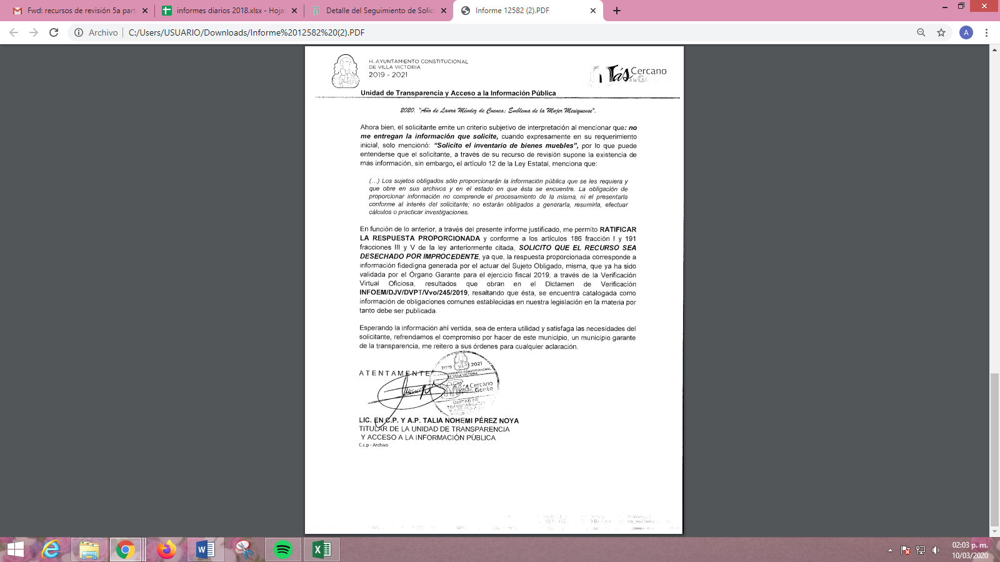 Fwd: recursos de revisión 5a part
informes diarios 2018.xlsx - Hoja
Detalle del Seguimiento de Solici
Informe 12582 (2).PDF
Archivo
C:/Users/USUARIO/Downloads/Informe%2012582%20(2).PDF
A
H. AYUNTAMIENTO CONSTITUCIONAL
DE VILLA VICTORIA
2019 - 2021
Cercano
Unidad de Transparencia y Acceso a la Información Pública
2020. "Año de Laura Méndez de Cuenca; Emblema de la Mujer Mexiquense".
Ahora bien, el solicitante emite un criterio subjetivo de interpretación al mencionar que: no
me entregan la información que solicite, cuando expresamente en su requerimiento
inicial, solo mencionó: “Solicito el inventario de bienes muebles”, por lo que puede
entenderse que el solicitante, a través de su recurso de revisión supone la existencia de
más información, sin embargo, el artículo 12 de la Ley Estatal, menciona que:
(…) Los sujetos obligados sólo proporcionarán la información pública que se les requiera y
que obre en sus archivos y en el estado en que ésta se encuentre. La obligación de
proporcionar información no comprende el procesamiento de la misma, ni el presentarla
conforme al interés del solicitante; no estarán obligados a generarla, resumirla, efectuar
cálculos o practicar investigaciones.
En función de lo anterior, a través del presente informe justificado, me permito RATIFICAR
LA RESPUESTA PROPORCIONADA y conforme a los artículos 186 fracción I y 191
fracciones III y V de la ley anteriormente citada, SOLICITO QUE EL RECURSO SEA
DESECHADO POR IMPROCEDENTE, ya que, la respuesta proporcionada corresponde a
información fidedigna generada por el actuar del Sujeto Obligado, misma, que ya ha sido
validada por el Órgano Garante para el ejercicio fiscal 2019, a través de la Verificación
Virtual Oficiosa, resultados que obran en el Dictamen de Verificación
INFOEM/DJV/DVPT/Vvo/245/2019, resaltando que ésta, se encuentra catalogada como
información de obligaciones comunes establecidas en nuestra legislación en la materia por
tanto debe ser publicada.
Esperando la información ahí vertida, sea de entera utilidad y satisfaga las necesidades del
solicitante, refrendamos el compromiso por hacer de este municipio, un municipio garante
de la transparencia, me reitero a sus órdenes para cualquier aclaración.
2019 2021
H. AYUNTAMIENTO CONSTITUCIONAL
DE VILLA VICTORIA
ATENTAMENTE
Cercano
Gente
UNIDAD DE
TRANSPARENCIA
LIC. EN C.P. Y A.P. TALIA NOHEMI PÉREZ NOYA
TITULAR DE LA UNIDAD DE TRANSPARENCIA
Y ACCESO A LA INFORMACIÓN PÚBLICA
C.c.p - Archivo
02:03 p. m.
10/03/2020